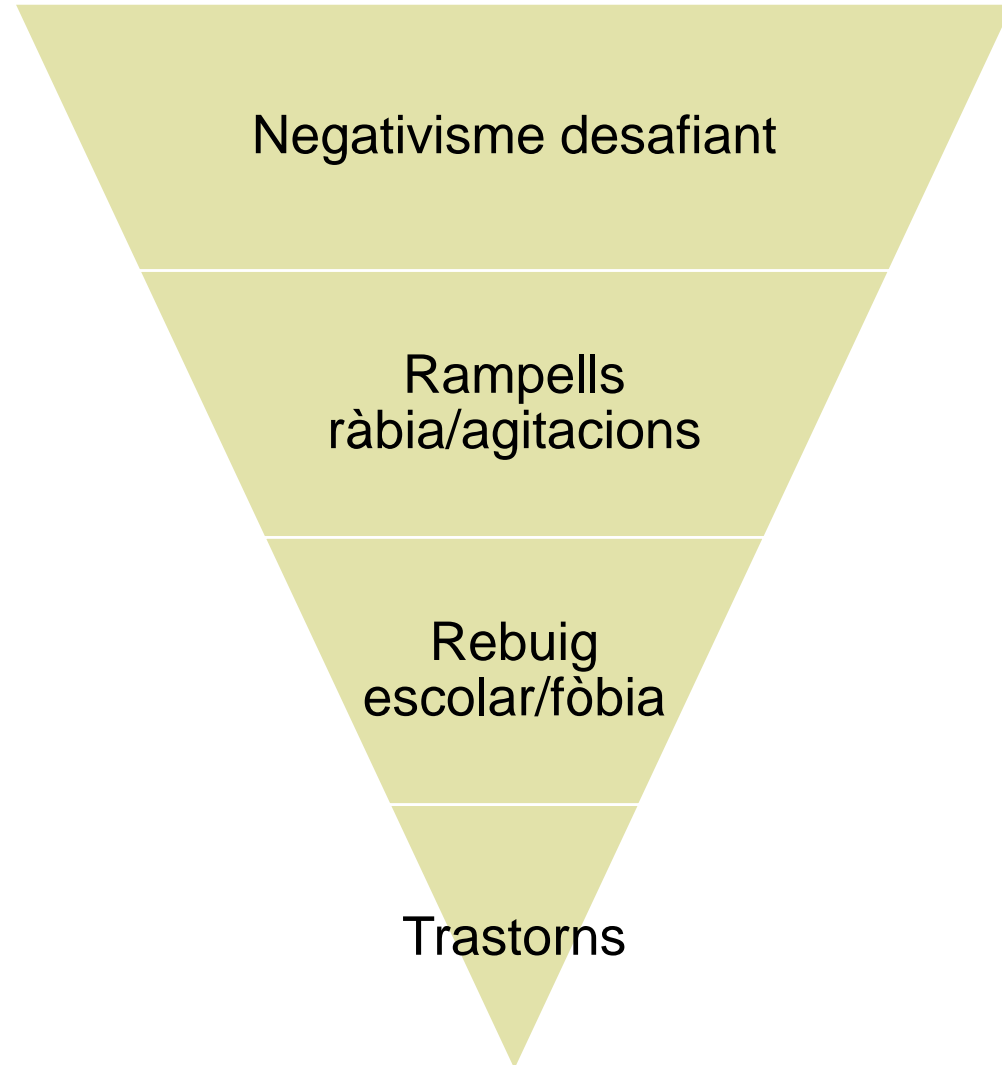 Negativisme desafiant
Rampells
ràbia/agitacions
Rebuig
escolar/fòbia
Trastorns